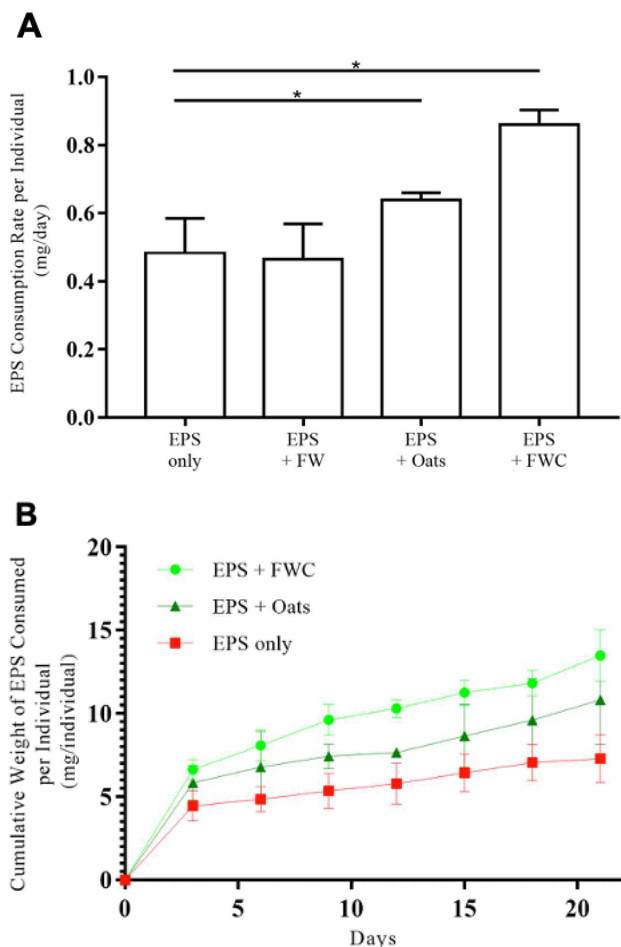 A
*
*
EPS Consumption Rate per Individual
(mg/day)
1.0
0.8
0.6
0.4
0.2
0.0
EPS
only
EPS
+ FW
EPS
+ Oats
EPS
+ FWC
B
Cumulative Weight of EPS Consumed
per Individual
(mg/individual)
20
15
10
5
0
EPS + FWC
EPS + Oats
EPS only
0
5
10
15
20
Days